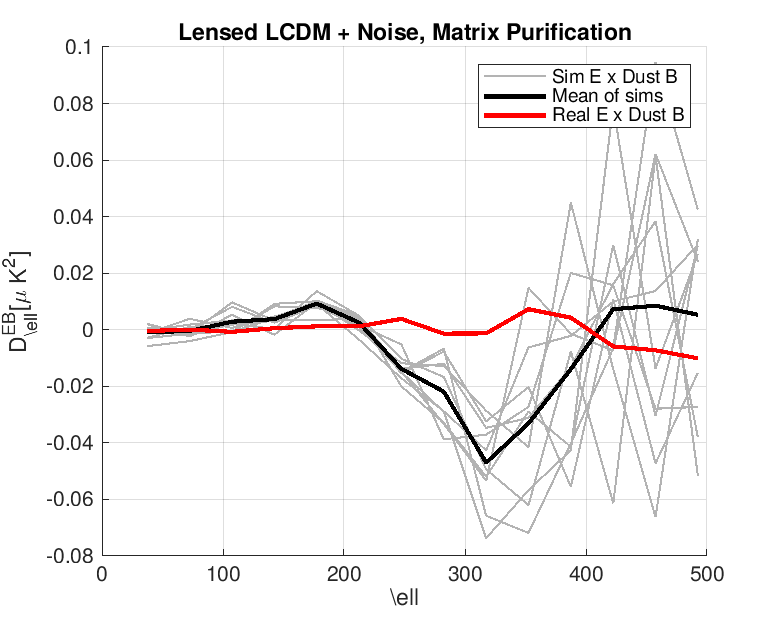 Lensed LCDM + Noise, Matrix Purification
Sim E x Dust B
Mean of sims
Real E x Dust B
D^{EB}_{\ell}[μ K^2]
0.1
0.08
0.06
0.04
0.02
0
-0.02
-0.04
-0.06
-0.08
0 100 200 300 400 500
\ell